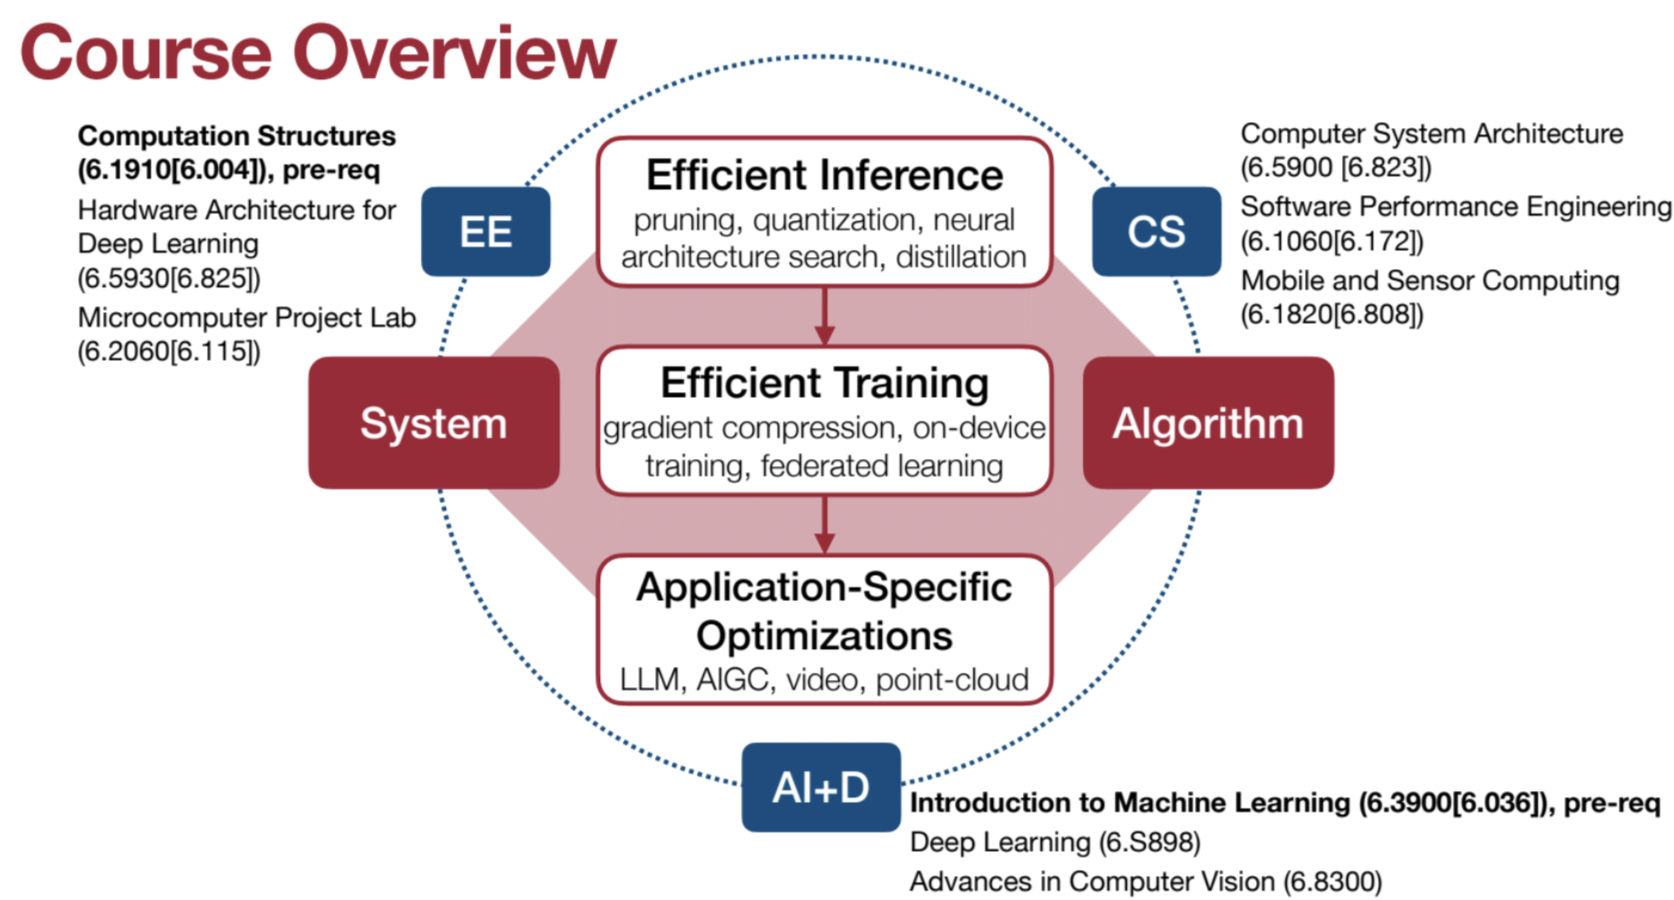 Course Overview
Computation Structures
(6.1910[6.004]), pre-req
Hardware Architecture for
Deep Learning
(6.5930[6.825])
Microcomputer Project Lab
(6.2060[6.115])
EE
System
Efficient Inference
pruning, quantization, neural
architecture search, distillation
Efficient Training
gradient compression, on-device
training, federated learning
Application-Specific
Optimizations
LLM, AIGC, video, point-cloud
CS
Computer System Architecture
(6.5900 [6.823])
Software Performance Engineering
(6.1060[6.172])
Mobile and Sensor Computing
(6.1820[6.808])
Algorithm
AI+D
Introduction to Machine Learning (6.3900[6.036]), pre-req
Deep Learning (6.S898)
Advances in Computer Vision (6.8300)